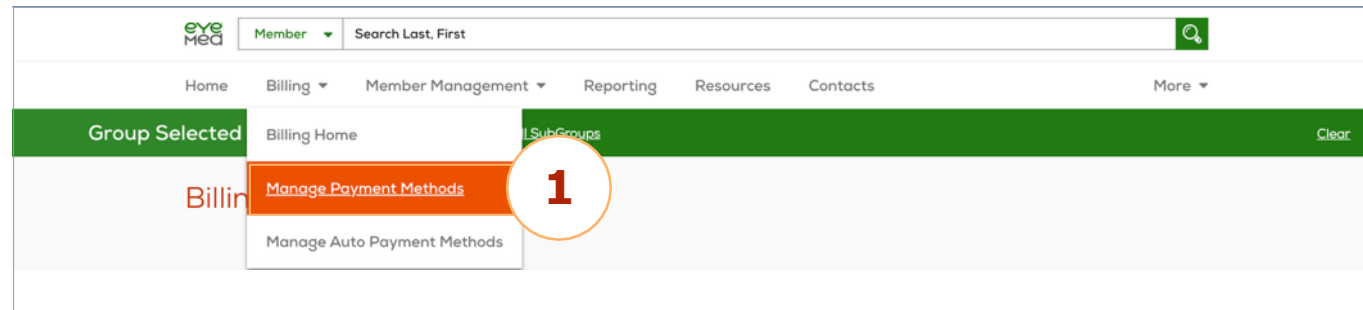 eye
Med
Member
Search Last, First
Home
Billing
Member Management
Reporting
Resources
Contacts
More
Group Selected
SubGroups
Clear
Billing Home
Manage Payment Methods
1
Manage Auto Payment Methods
Billin